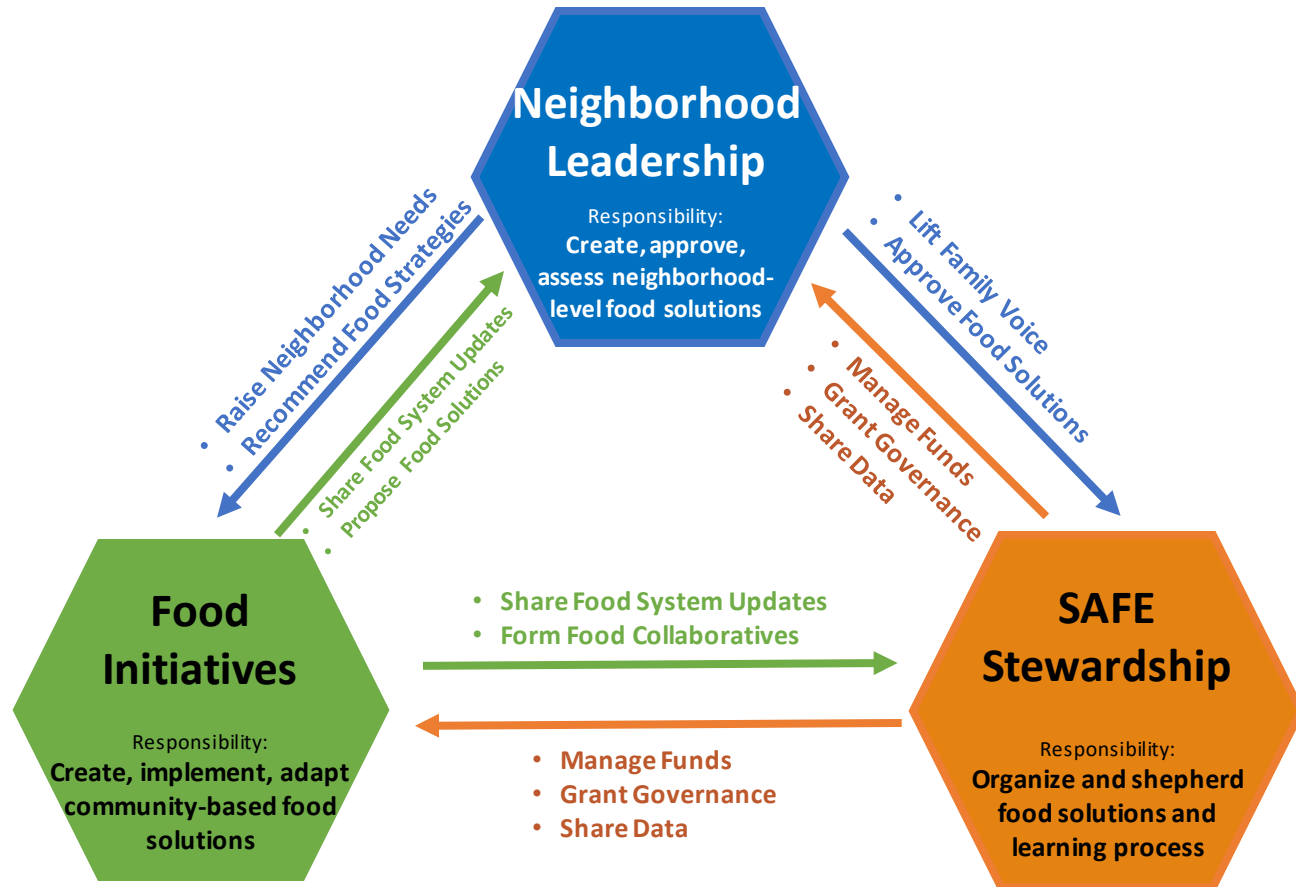 Neighborhood
Leadership
Responsibility:
Create, approve,
assess neighborhood-
level food solutions
• Raise Neighborhood Needs
• Recommend Food Strategies
• Share Food System Updates
• Propose Food Solutions
• Lift Family Voice
• Approve Food Solutions
• Manage Funds
• Grant Governance
• Share Data
Food
Initiatives
Responsibility:
Create, implement, adapt
community-based food
solutions
• Share Food System Updates
• Form Food Collaboratives
• Manage Funds
• Grant Governance
• Share Data
SAFE
Stewardship
Responsibility:
Organize and shepherd
food solutions and
learning process